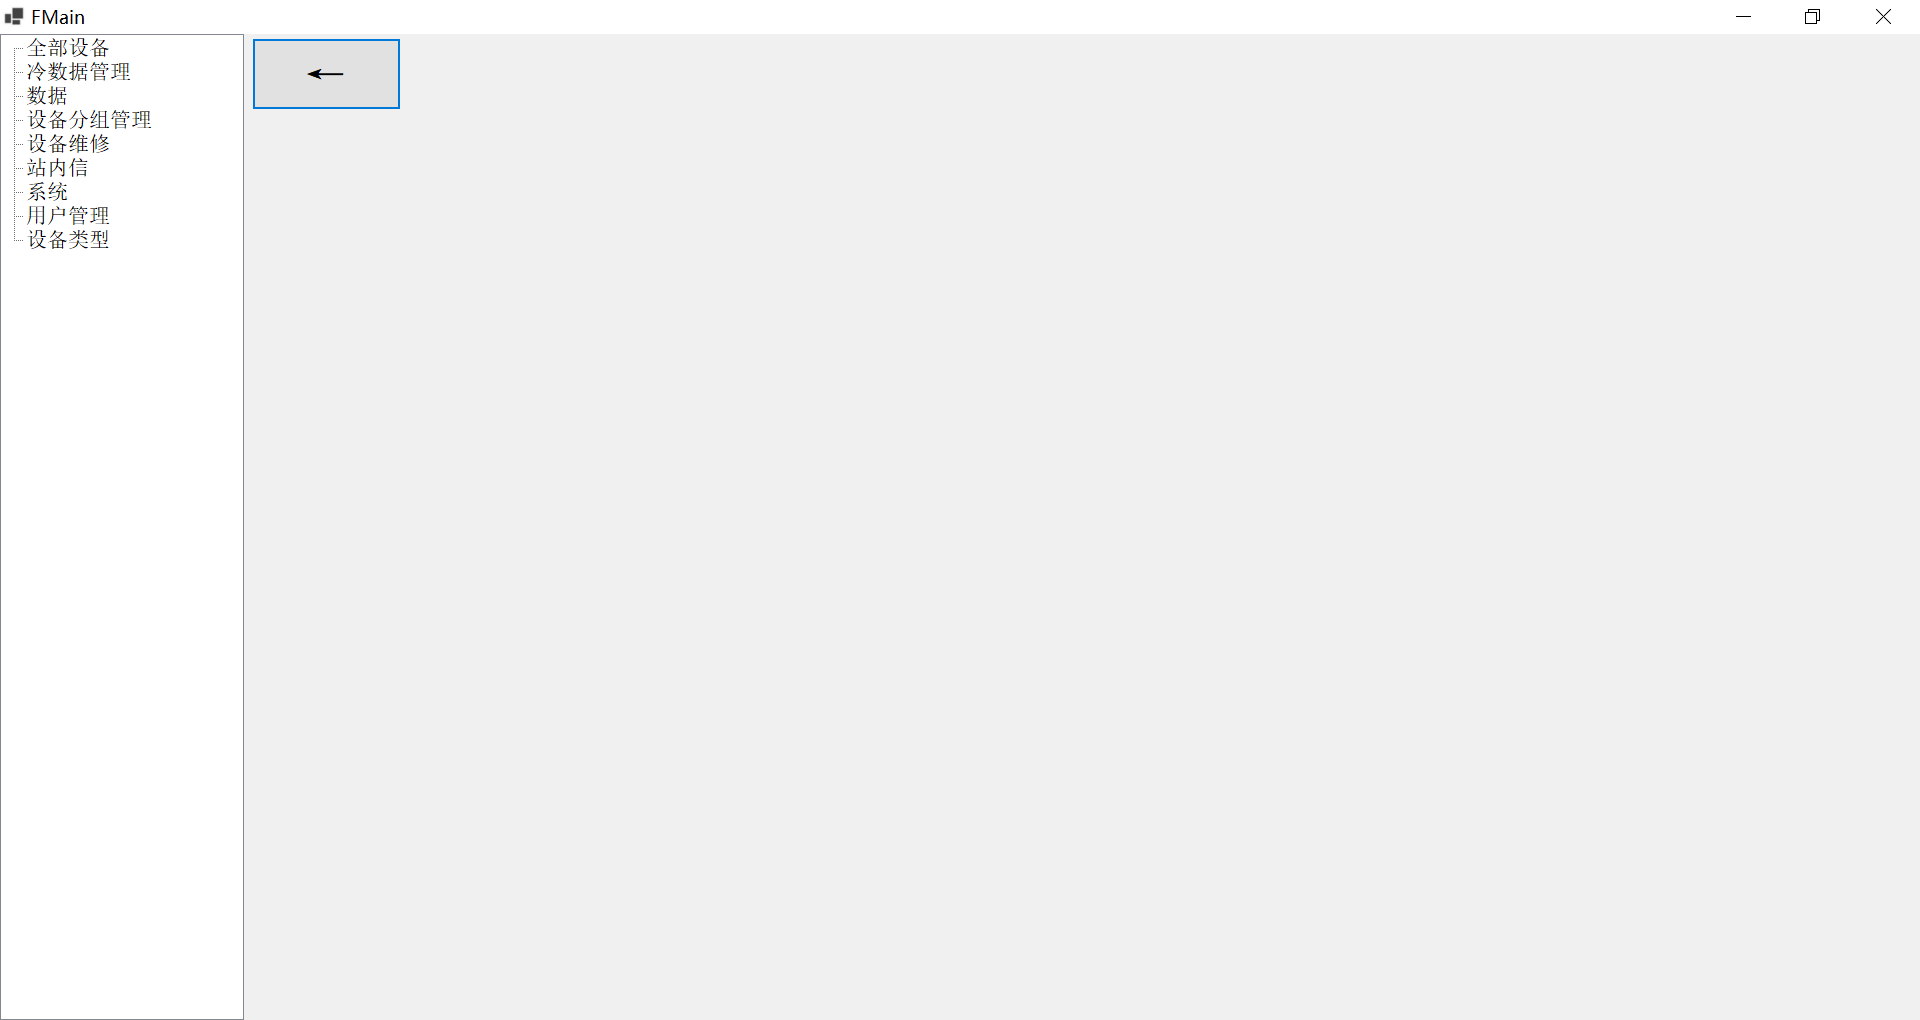 FMain
全部设备
冷数据管理
数据
设备分组管理
设备维修
站内信
系统
用户管理
设备类型
←